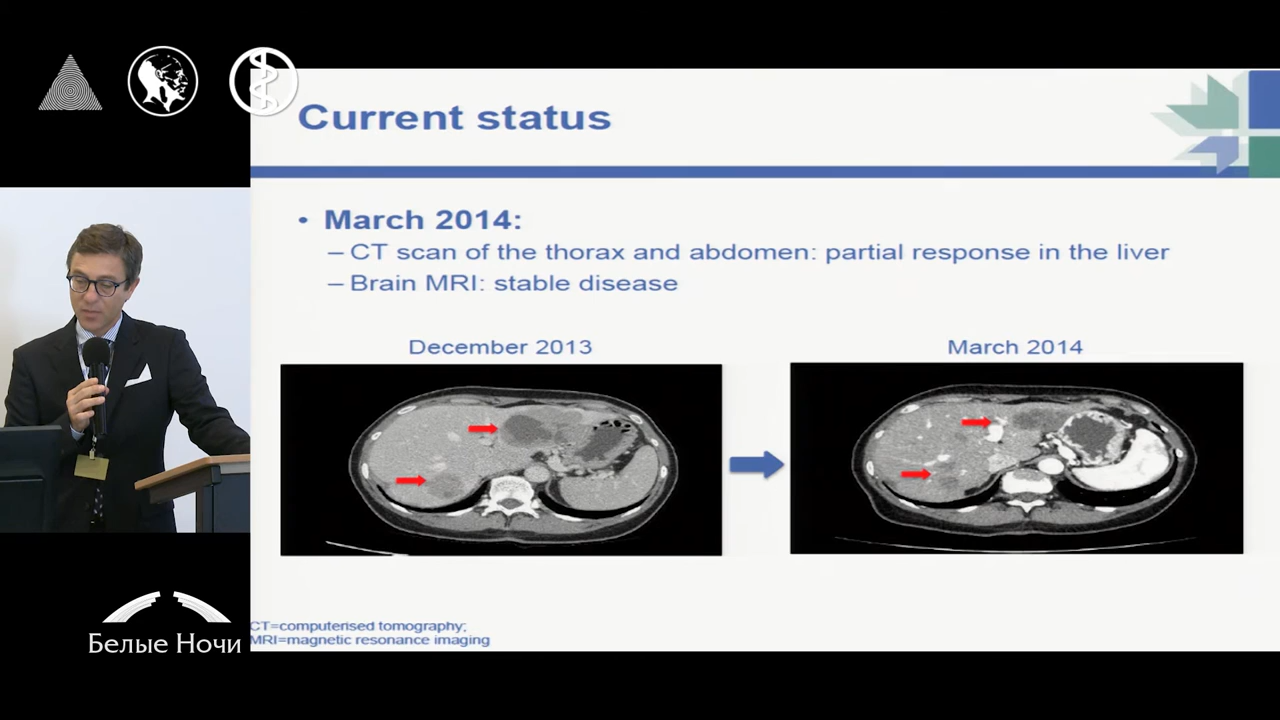 Current status
• March 2014:
– CT scan of the thorax and abdomen: partial response in the liver
– Brain MRI: stable disease
December 2013
March 2014
CT=computerised tomography;
MRI=magnetic resonance imaging
Белые Ночи